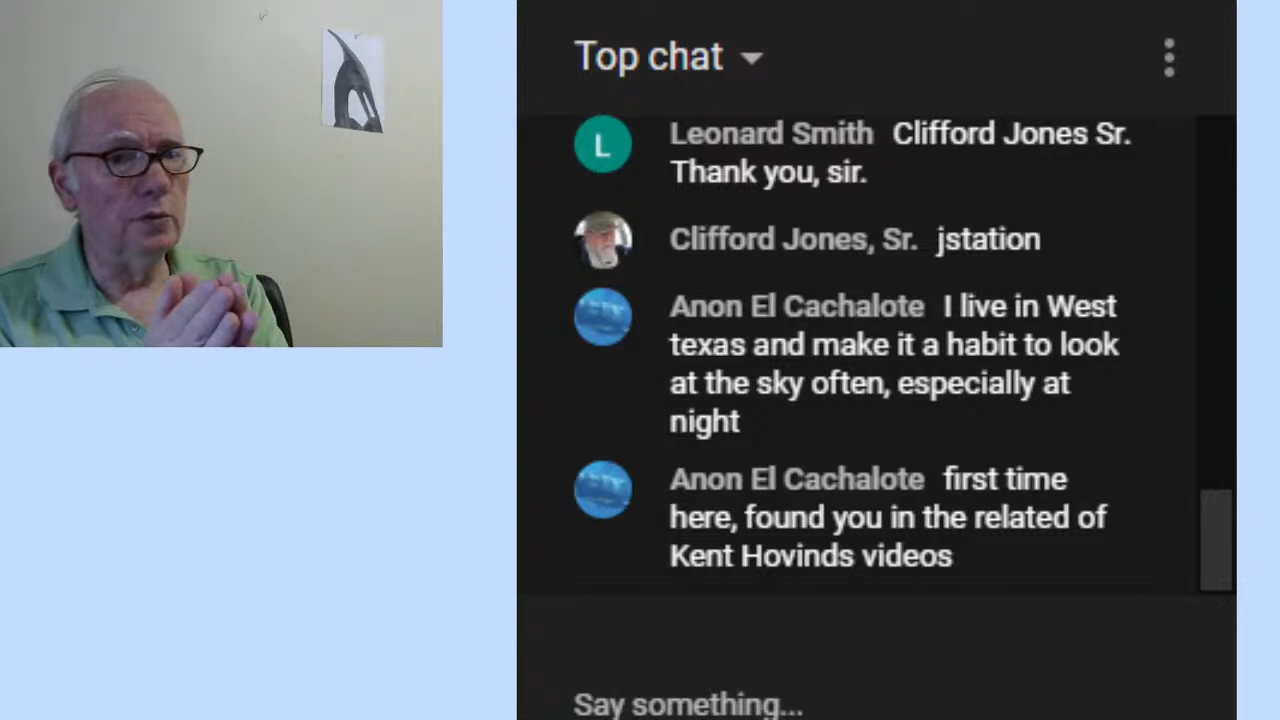 Top chat
L
Leonard Smith Clifford Jones Sr.
Thank you, sir.
Clifford Jones, Sr. jstation
Anon El Cachalote I live in West
texas and make it a habit to look
at the sky often, especially at
night
Anon El Cachalote first time
here, found you in the related of
Kent Hovinds videos
Say something...